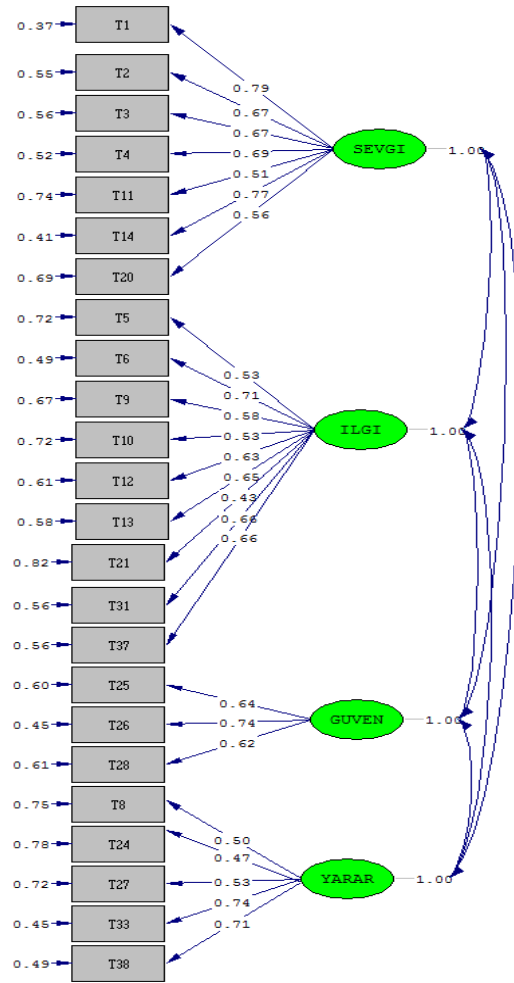 0.37 T1
0.55 T2
0.79
0.56 T3
0.67
0.67
0.52 T4
0.69
SEVGI 1.00
0.74 T11
0.51
0.41 T14
0.77
0.56
0.69 T20
0.72 T5
0.49 T6
0.53
0.71
0.67 T9
0.58
0.72 T10
0.53
ILGI 1.00
0.61 T12
0.63
0.65
0.58 T13
0.43
0.66
0.66
0.82 T21
0.56 T31
0.56 T37
0.60 T25
0.64
0.45 T26
0.74
GUVEN 1.00
0.61 T28
0.62
0.75 T8
0.50
0.78 T24
0.47
0.72 T27
0.53
YARAR 1.00
0.45 T33
0.74
0.71
0.49 T38